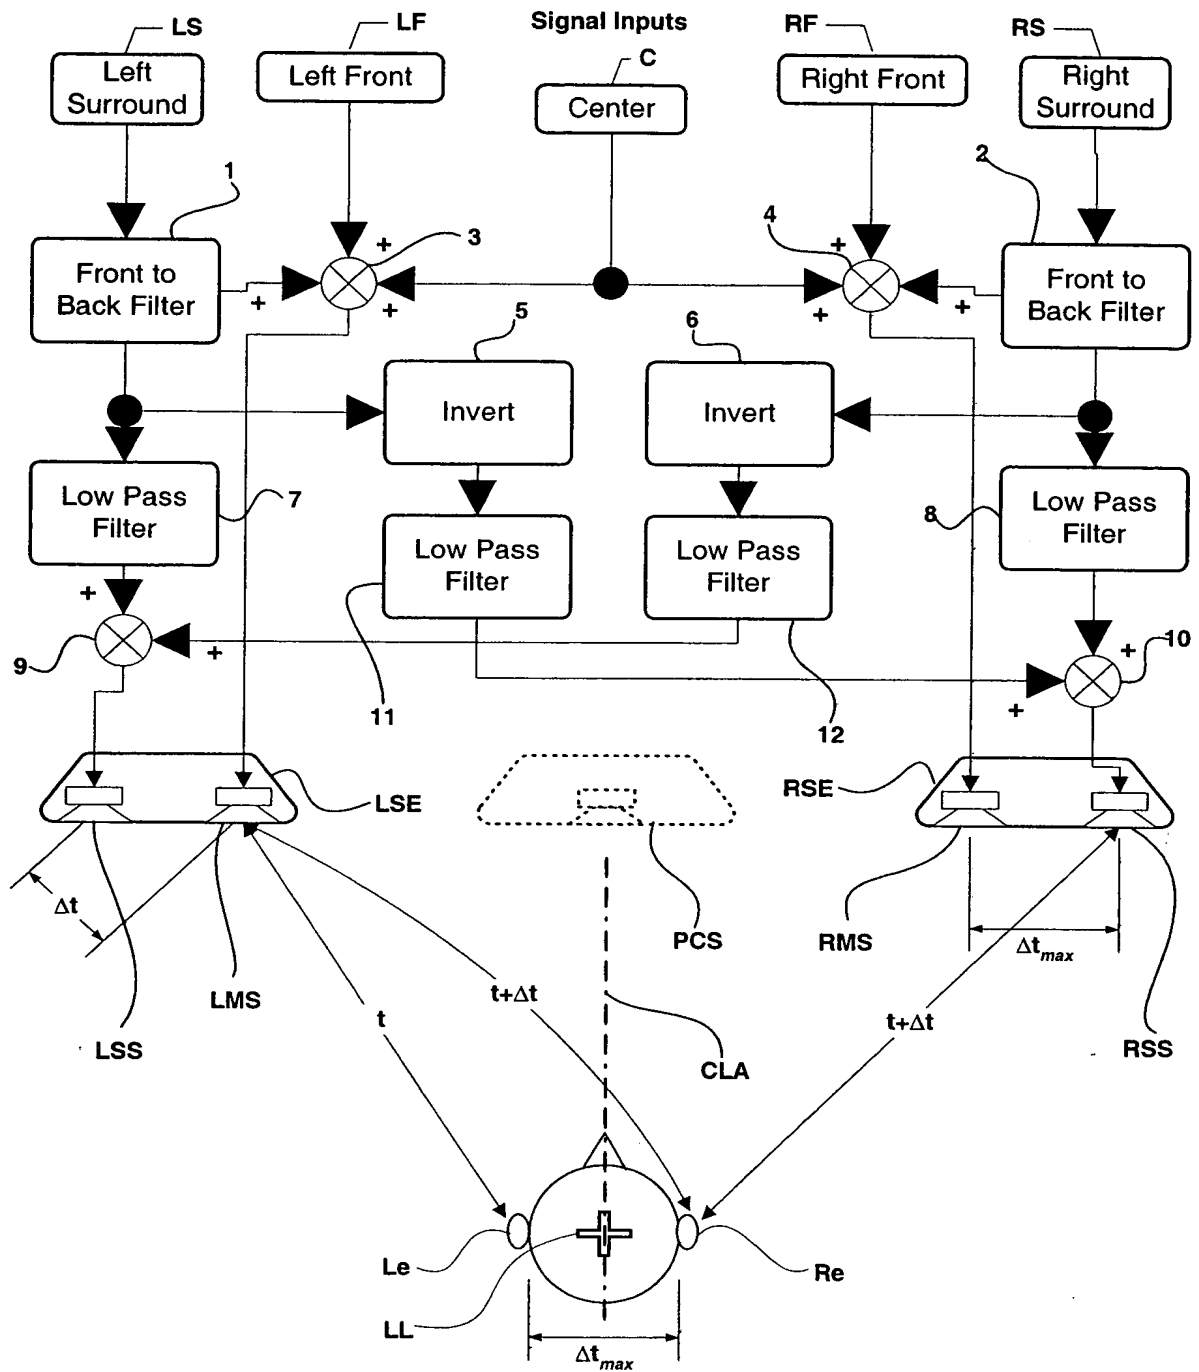 Signal Inputs
LS
LF
C
RF
RS
Left
Surround
Left Front
Center
Right Front
Right
Surround
1
2
3
4
+
+
+
+
+
+
Front to
Back Filter
Front to
Back Filter
5
6
Invert
Invert
Low Pass
Filter
7
Low Pass
Filter
Low Pass
Filter
8
Low Pass
Filter
+
+
9
+
+
10
11
12
LSE
RSE
Δt
PCS
RMS
Δtmax
LMS
LSS
t
t+Δt
t+Δt
CLA
RSS
Le
Re
LL
Δtmax